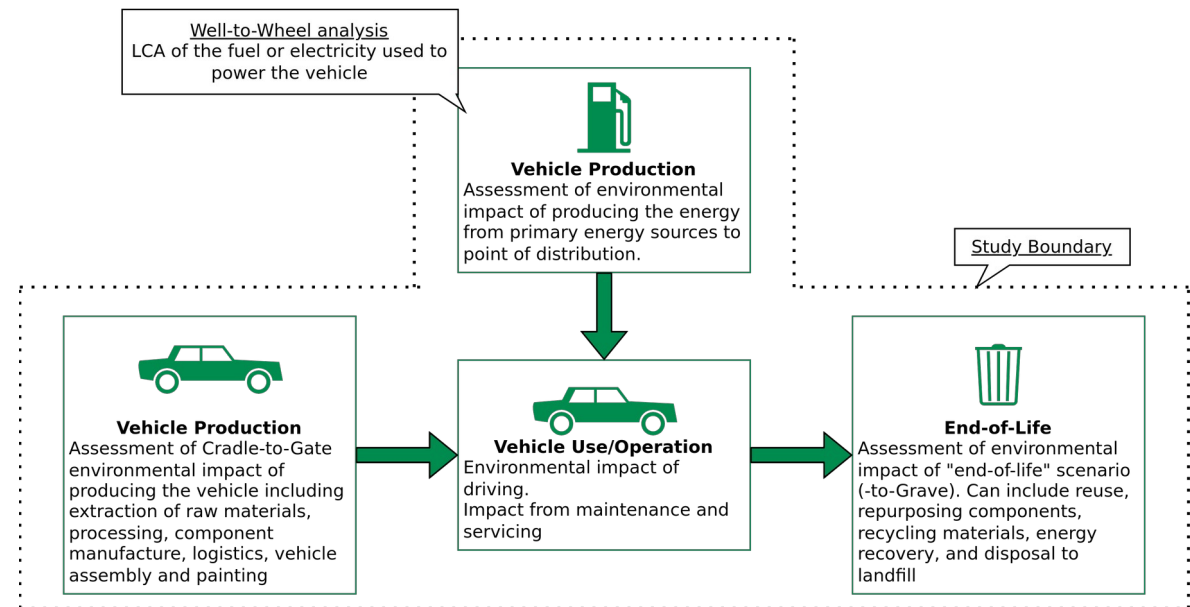 Well-to-Wheel analysis
LCA of the fuel or electricity used to
power the vehicle
Vehicle Production
Assessment of environmental
impact of producing the energy
from primary energy sources to
point of distribution.
Study Boundary
Vehicle Production
Assessment of Cradle-to-Gate
environmental impact of
producing the vehicle including
extraction of raw materials,
processing, component
manufacture, logistics, vehicle
assembly and painting
Vehicle Use/Operation
Environmental impact of
driving.
Impact from maintenance and
servicing
End-of-Life
Assessment of environmental
impact of "end-of-life" scenario
(-to-Grave). Can include reuse,
repurposing components,
recycling materials, energy
recovery, and disposal to
landfill